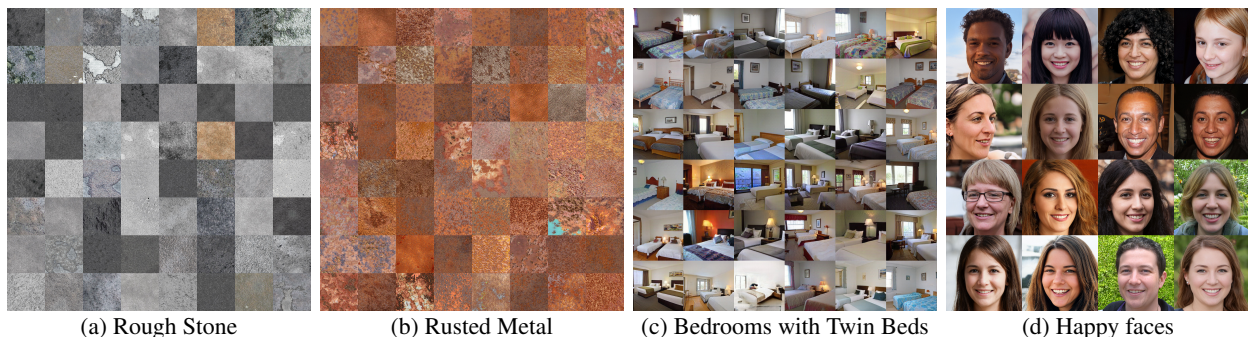 (a) Rough Stone
(b) Rusted Metal
(c) Bedrooms with Twin Beds
(d) Happy faces